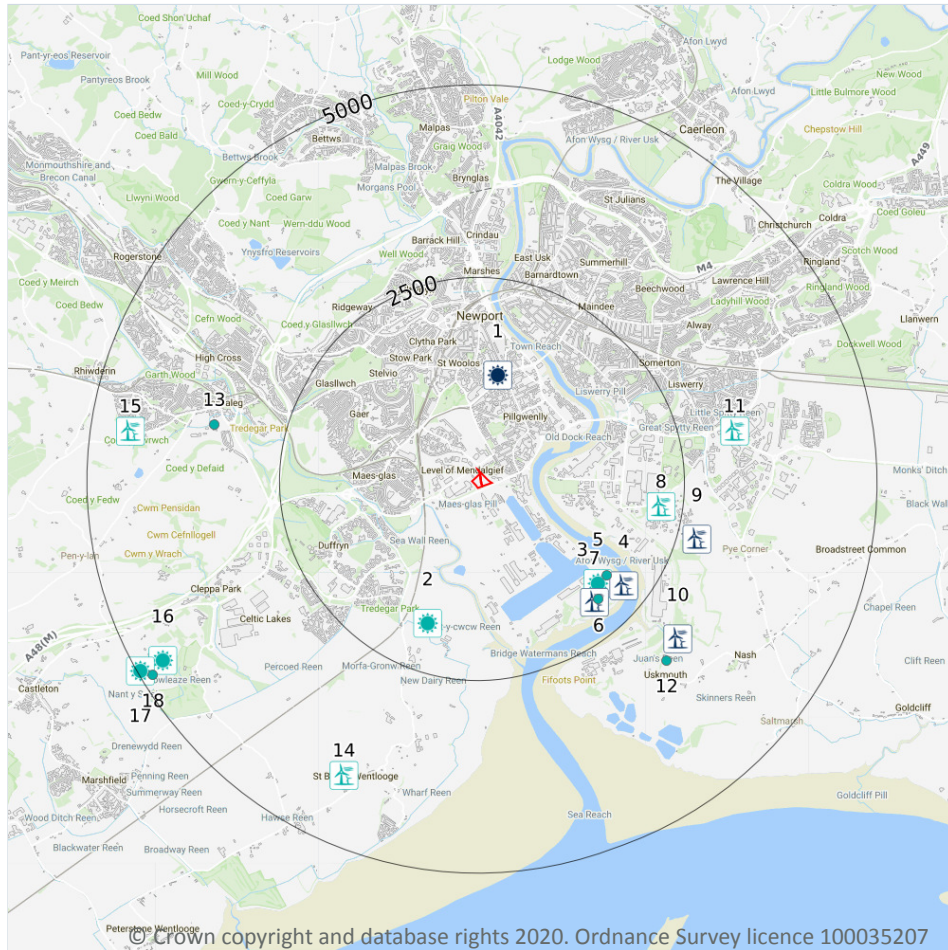 Coed Shon Uchaf
Pant-yr-eos Reservoir
Mill Wood
Pantyreos Brook
Coed-y-Crydd
Coed Bedw
Coed Bald
5000
Lodge Wood
Afon Lwyd
New Wood
Little Bulmore Wood
Afon-Lwyd
Pilton Vale
A4042
Malpas
Graig Wood
Bettws
Afon Wysg / River Usk
Caerleon
Chepstow Hill
A449
Bettws Brook
Malpas Brook
Brynglas
Monmouthshire and
Brecon Canal
Gwern-y-Ceffyla
Morgans Pool
The Village
Coldra Wood
Llwyni Wood
Coed Garw
St Julians
Coed Goleu
Coed y Nant
Wern-ddu Wood
Crindau
Christchurch
Coldra
Barrack Hill
East Usk
Summerhill
Scotch Wood
Ynysfro Reservoirs
Well Wood
Rogerstone
Marshes
Barnardtown
M4
Ringland
Coed y Meirch
Lawrence Hill
Ringland Wood
2500
Beechwood
Coed Bedw
Ridgeway
Maindee
Ladyhill Wood
Cefn Wood
Coed y Glasllwch
Newport
Llanwern
1
Alway
Clytha Park
Town Reach
Dockwell Wood
High Cross
Stow Park
St Woolos
Somerton
Rhiwderin
Garth Wood
Stelvio
Glasllwch
Lliswerry Pill
Liswerry
13
15
11
Tredegar Park
Gaer
Pillgwenlly
Great Spytty Reen
Old Dock Reach
Coed y Defaid
Maes-glas
Level of Mendalgief
Monks' Ditch
8
9
Coed y Fedw
Cwm Pensidan
Maes-glas Pill
Black Wall
Cwm Cefnllogell
Sea Wall Reen
5
4
Cwm y Wrach
Duffryn
3
7
Pen-y-lan
Afon Wysg / River Usk
Pye Corner
Broadstreet Common
2
Cleppa Park
10
16
Tredegar Park
Chapel Reen
Celtic Lakes
6
A48(M)
Bridge Watermans Reach
Nash
Percoed Reen
Morfa-Gronw Reen
Clift Reen
Castleton
New Dairy Reen
Fifoots Point
Uskmouth
12
Skinners Reen
18
17
Goldcliff
Saltmarsh
Drenewydd Reen
14
Marshfield
Penning Reen
Summerway Reen
Wharf Reen
Goldcliff Pill
Horsecroft Reen
Wood Ditch Reen
Hawse Reen
Sea Reach
Blackwater Reen
Broadway Reen
Peterstone Wentlooge
© Crown copyright and database rights 2020. Ordnance Survey licence 100035207